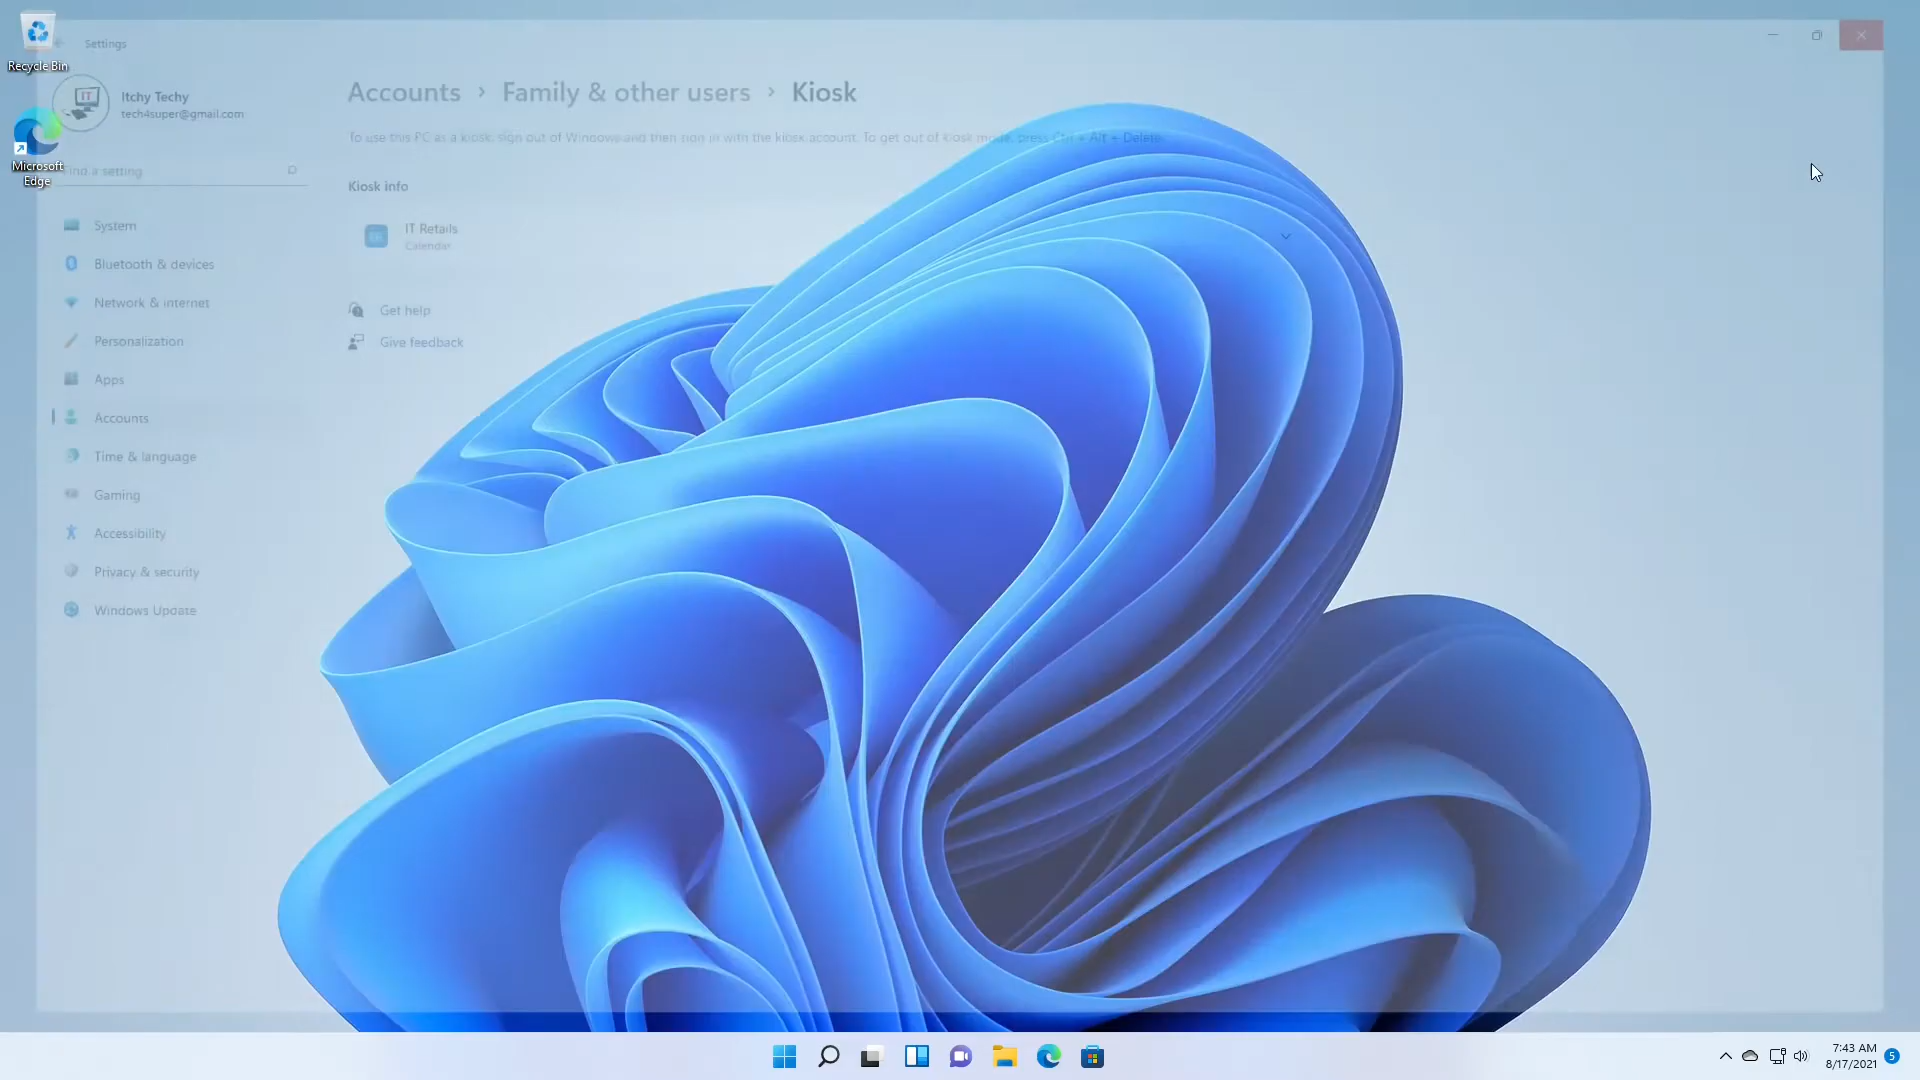 Recycle Bin
Microsoft
Edge
Settings
Itchy Techy
tech4super@gmail.com
Find a setting
System
Bluetooth & devices
Network & internet
Personalization
Apps
Accounts
Time & language
Gaming
Accessibility
Privacy & security
Windows Update
Accounts > Family & other users > Kiosk
To use this PC as a kiosk, sign out of Windows and then sign in with the kiosk account. To get out of kiosk mode, press Ctrl + Alt + Delete.
Kiosk info
IT Retails
Calendar
Get help
Give feedback
7:43 AM
8/17/2021
5